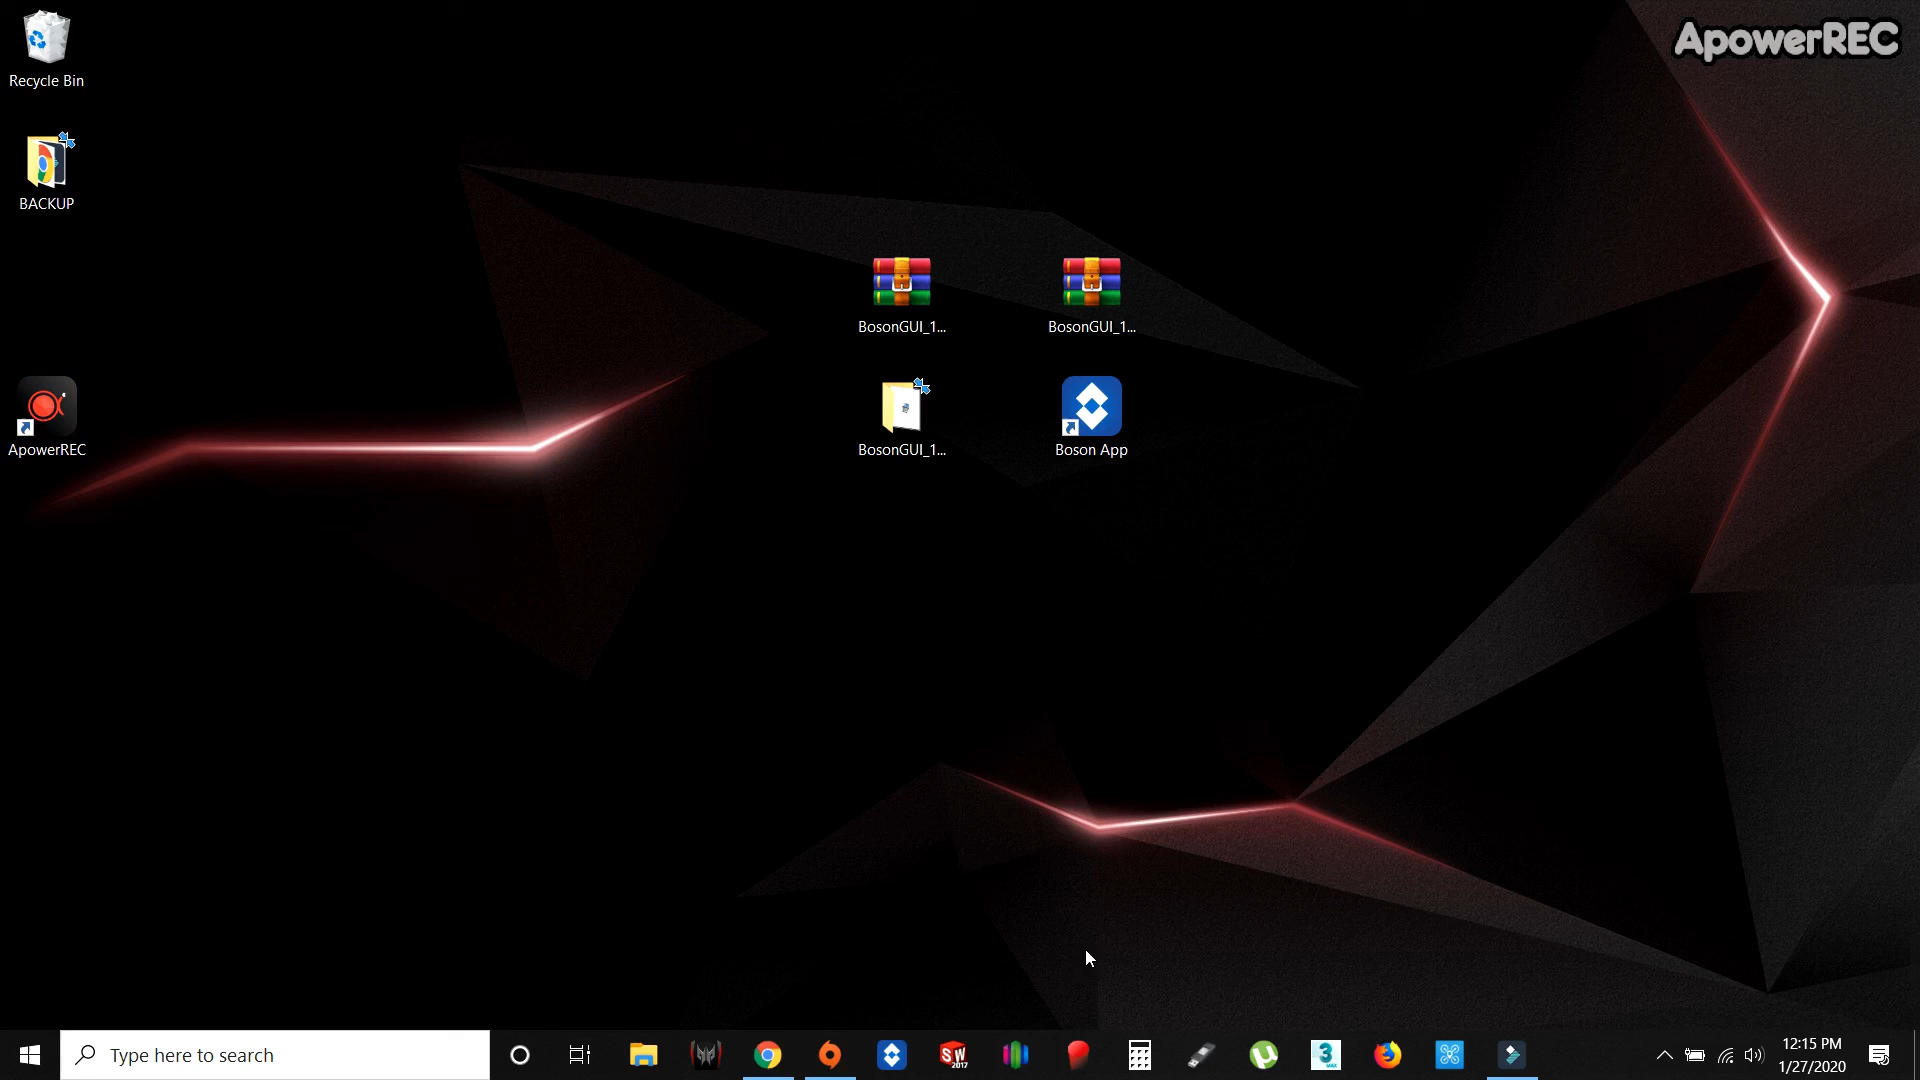 Recycle Bin
ApowerREC
BACKUP
BosonGUI_1...
BosonGUI_1...
ApowerREC
BosonGUI_1...
Boson App
Type here to search
SW
2017
3
MAX
12:15 PM
1/27/2020